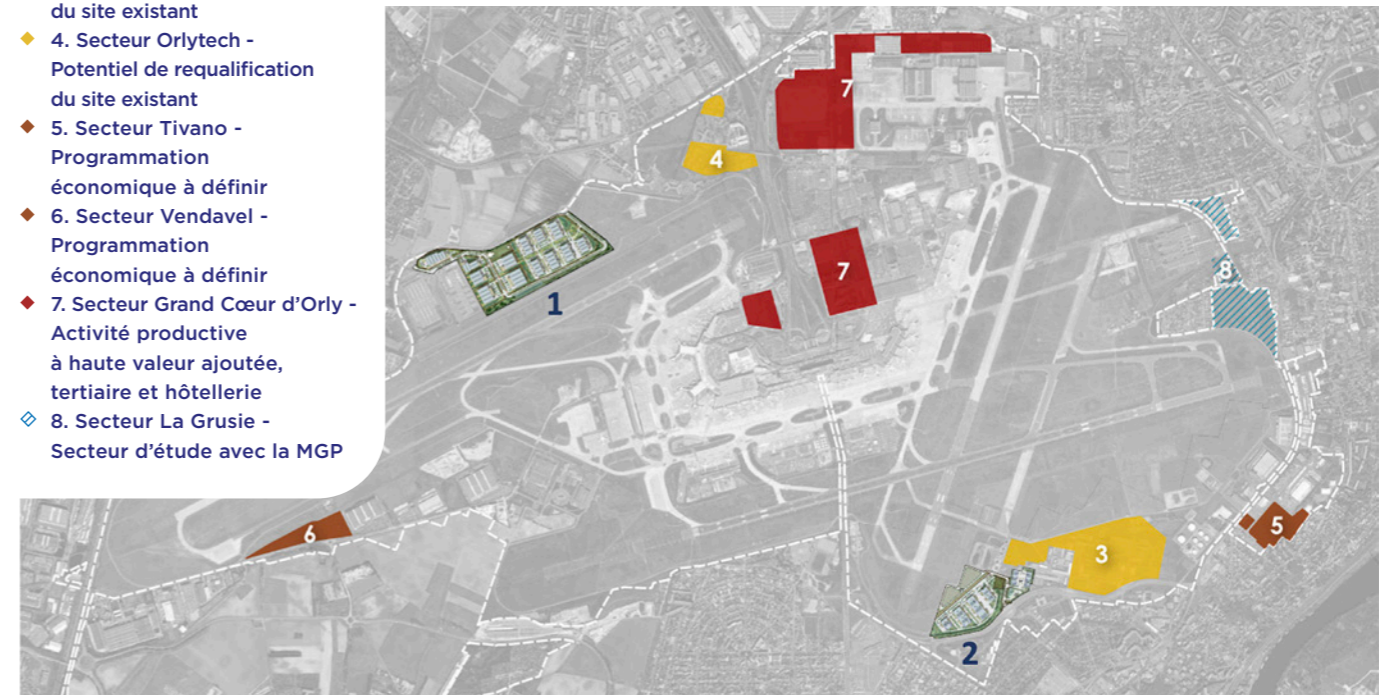 du site existant
4. Secteur Orlytech -
Potentiel de requalification
du site existant
5. Secteur Tivano -
Programmation
économique à définir
6. Secteur Vendavel -
Programmation
économique à définir
7. Secteur Grand Cœur d’Orly -
Activité productive
à haute valeur ajoutée,
tertiaire et hôtellerie
8. Secteur La Grusie -
Secteur d’étude avec la MGP
7
4
7
8
1
6
3
5
2